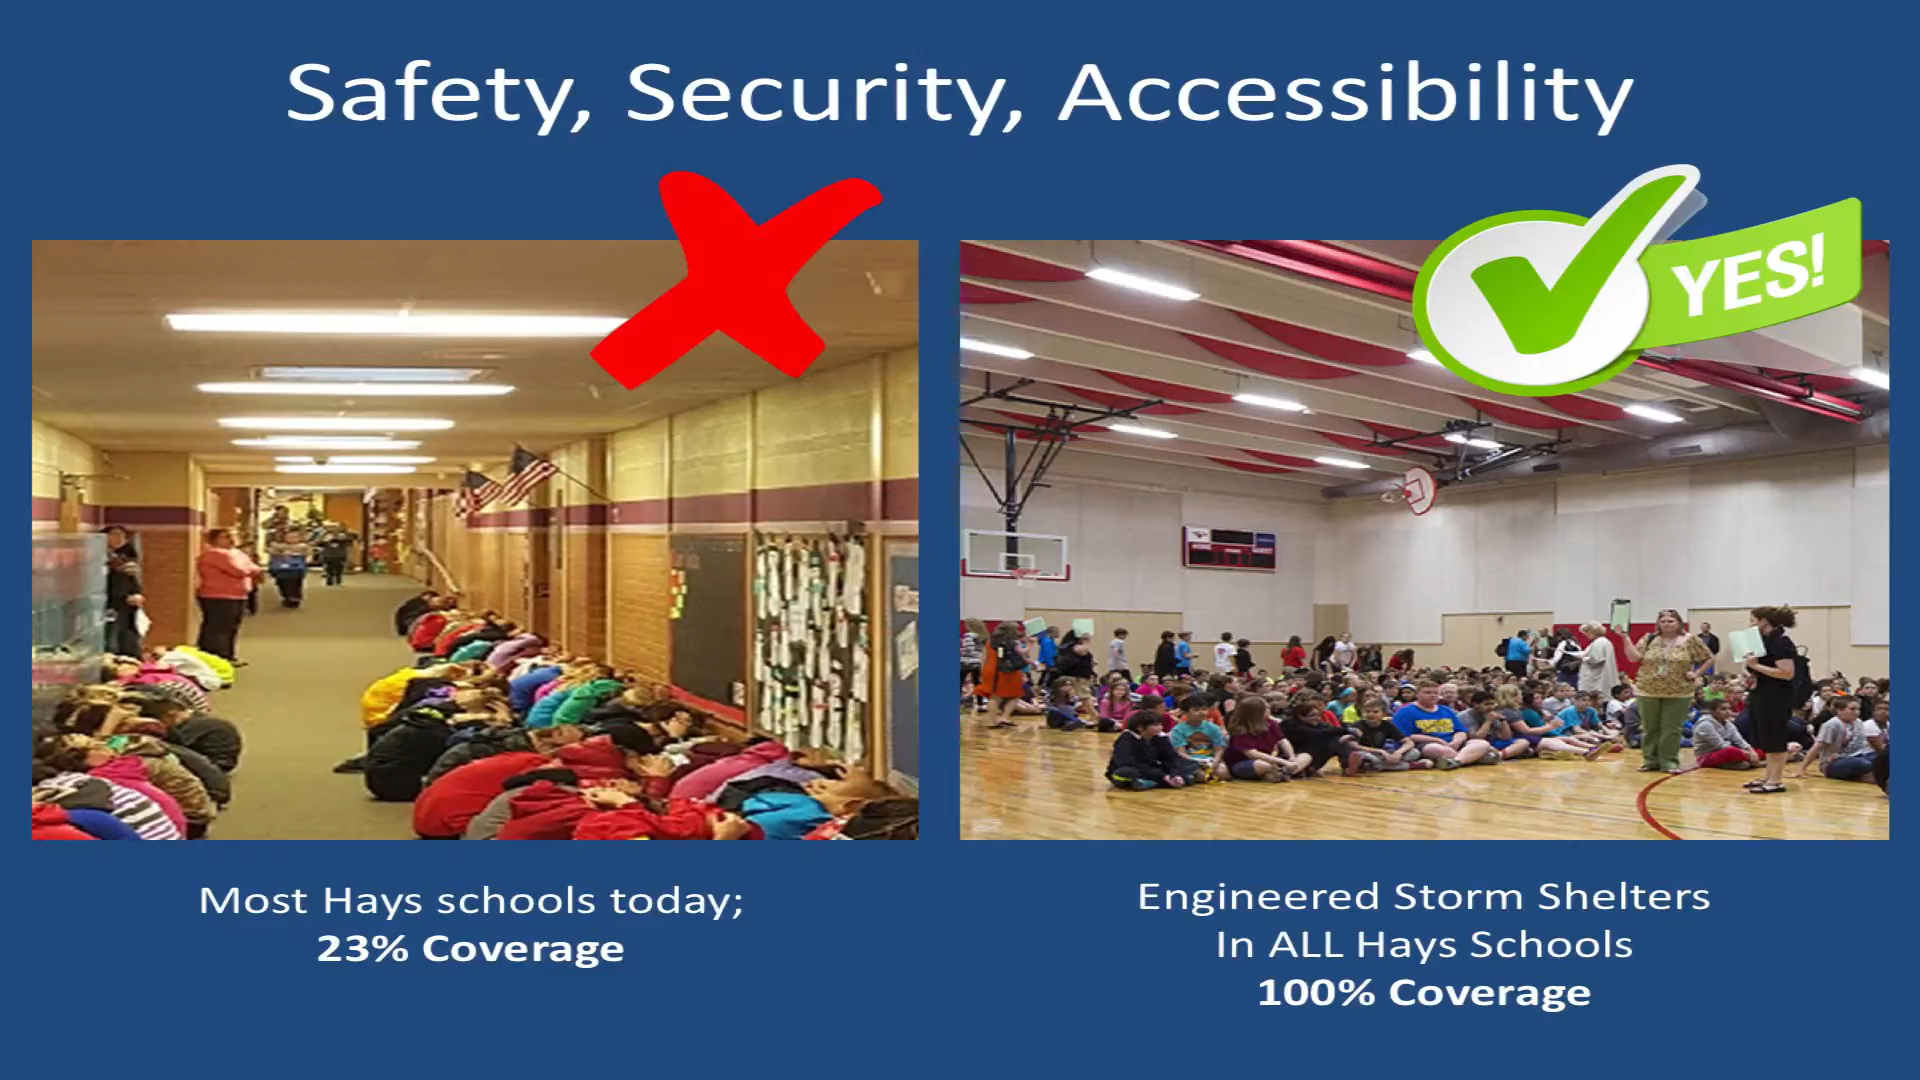 Safety, Security, Accessibility
YES!
Most Hays schools today;
23% Coverage
Engineered Storm Shelters
In ALL Hays Schools
100% Coverage